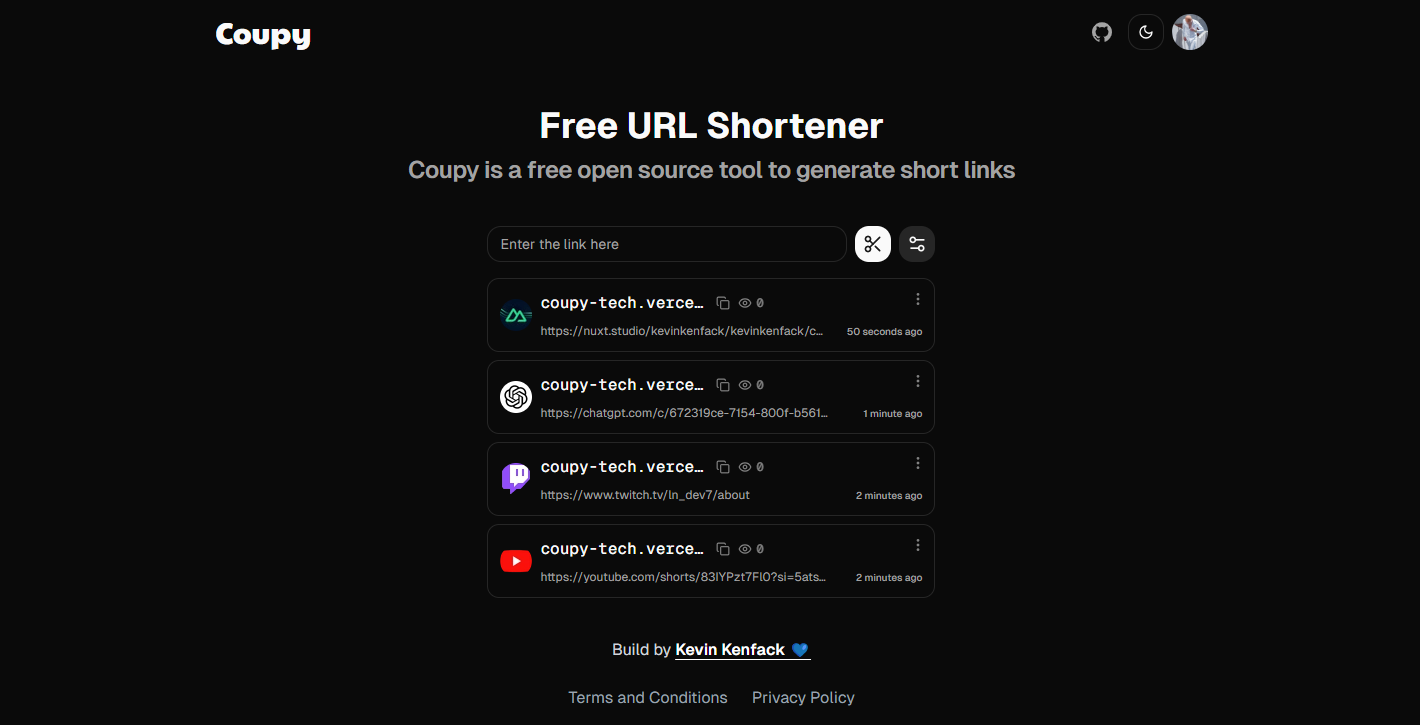 Coupy
Free URL Shortener
Coupy is a free open source tool to generate short links
Enter the link here
coupy-tech.verce… 0
https://nuxt.studio/kevinkenfack/kevinkenfack/c… 50 seconds ago
coupy-tech.verce… 0
https://chatgpt.com/c/672319ce-7154-800f-b561… 1 minute ago
coupy-tech.verce… 0
https://www.twitch.tv/ln_dev7/about 2 minutes ago
coupy-tech.verce… 0
https://youtube.com/shorts/83IYPzt7Fl0?si=5ats… 2 minutes ago
Build by Kevin Kenfack 💙
Terms and Conditions Privacy Policy